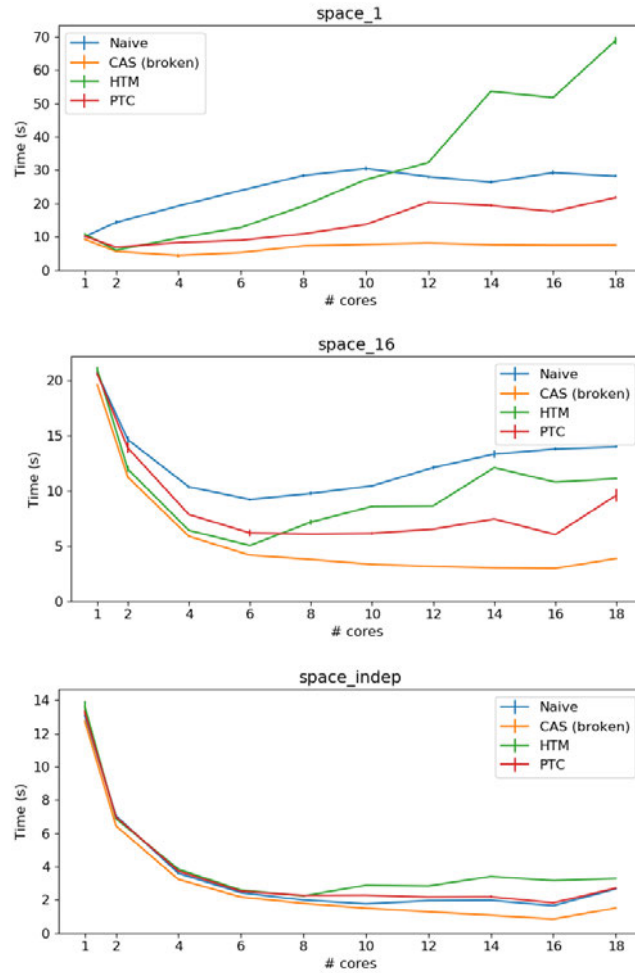 space_1
Naive
CAS (broken)
HTM
PTC
70
60
50
40
30
20
10
0
Time (s)
1 2 4 6 8 10 12 14 16 18
# cores
space_16
Naive
CAS (broken)
HTM
PTC
20
15
10
5
0
Time (s)
1 2 4 6 8 10 12 14 16 18
# cores
space_indep
Naive
CAS (broken)
HTM
PTC
14
12
10
8
6
4
2
0
Time (s)
1 2 4 6 8 10 12 14 16 18
# cores